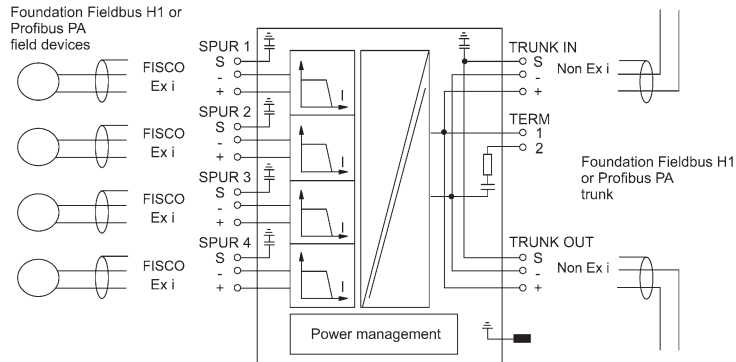 Foundation Fieldbus H1 or
Profibus PA
field devices
FISCO
Ex i
FISCO
Ex i
FISCO
Ex i
FISCO
Ex i
SPUR 1
S
-
+
SPUR 2
S
-
+
SPUR 3
S
-
+
SPUR 4
S
-
+
I
I
I
I
Power management
TRUNK IN
S
-
+
Non Ex i
TERM
1
2
Foundation Fieldbus H1
or Profibus PA
trunk
TRUNK OUT
S
-
+
Non Ex i